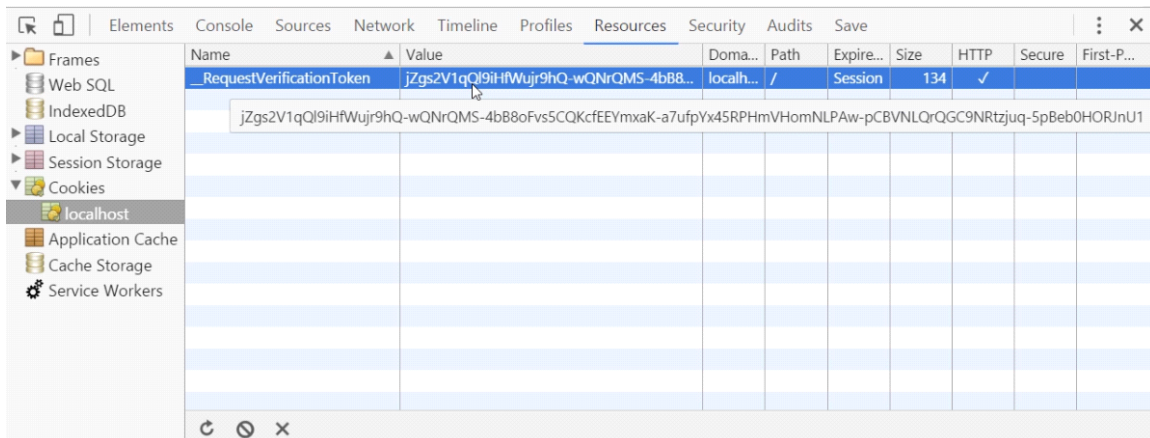 Elements Console Sources Network Timeline Profiles Resources Security Audits Save
Name Value Doma... Path Expire... Size HTTP Secure First-P...
__RequestVerificationToken jZgs2V1qQl9iHfWujr9hQ-wQNrQMS-4bB8... localh... / Session 134 ✓
jZgs2V1qQl9iHfWujr9hQ-wQNrQMS-4bB8oFvs5CQKcfEEYmxaK-a7ufpYx45RPHmVHomNLPAw-pCBVNLQrQGC9NRtzjuq-5pBeb0HORJnU1
Frames
Web SQL
IndexedDB
Local Storage
Session Storage
Cookies
localhost
Application Cache
Cache Storage
Service Workers